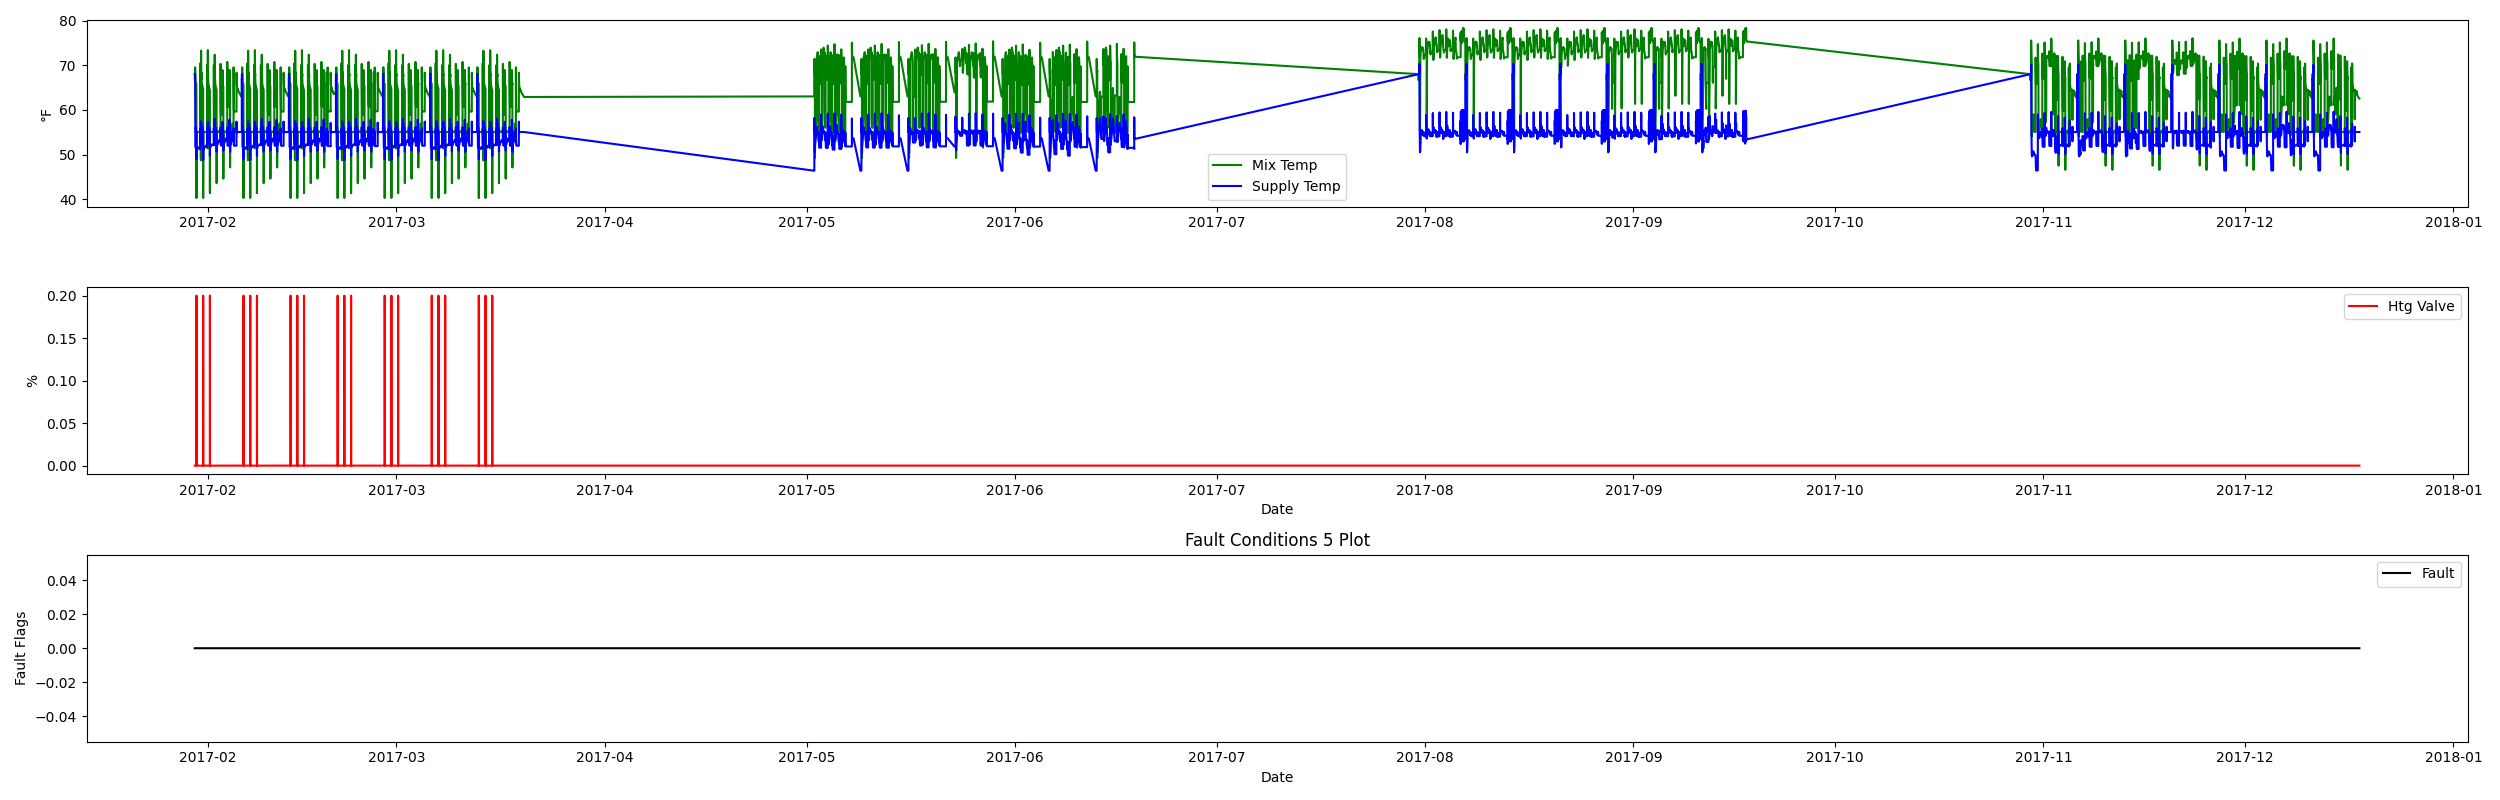 80
70
60
50
40
°F
Mix Temp
Supply Temp
2017-02 2017-03 2017-04 2017-05 2017-06 2017-07 2017-08 2017-09 2017-10 2017-11 2017-12 2018-01
0.20
0.15
0.10
0.05
0.00
%
Htg Valve
2017-02 2017-03 2017-04 2017-05 2017-06 2017-07 2017-08 2017-09 2017-10 2017-11 2017-12 2018-01
Date
Fault Conditions 5 Plot
0.04
0.02
0.00
−0.02
−0.04
Fault Flags
Fault
2017-02 2017-03 2017-04 2017-05 2017-06 2017-07 2017-08 2017-09 2017-10 2017-11 2017-12 2018-01
Date